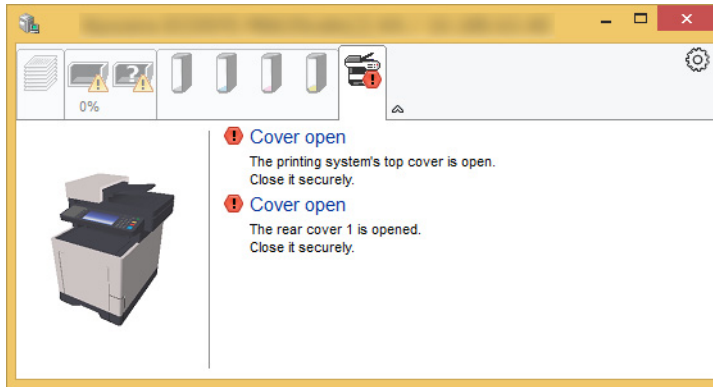 0%
Cover open
The printing system's top cover is open.
Close it securely.
Cover open
The rear cover 1 is opened.
Close it securely.